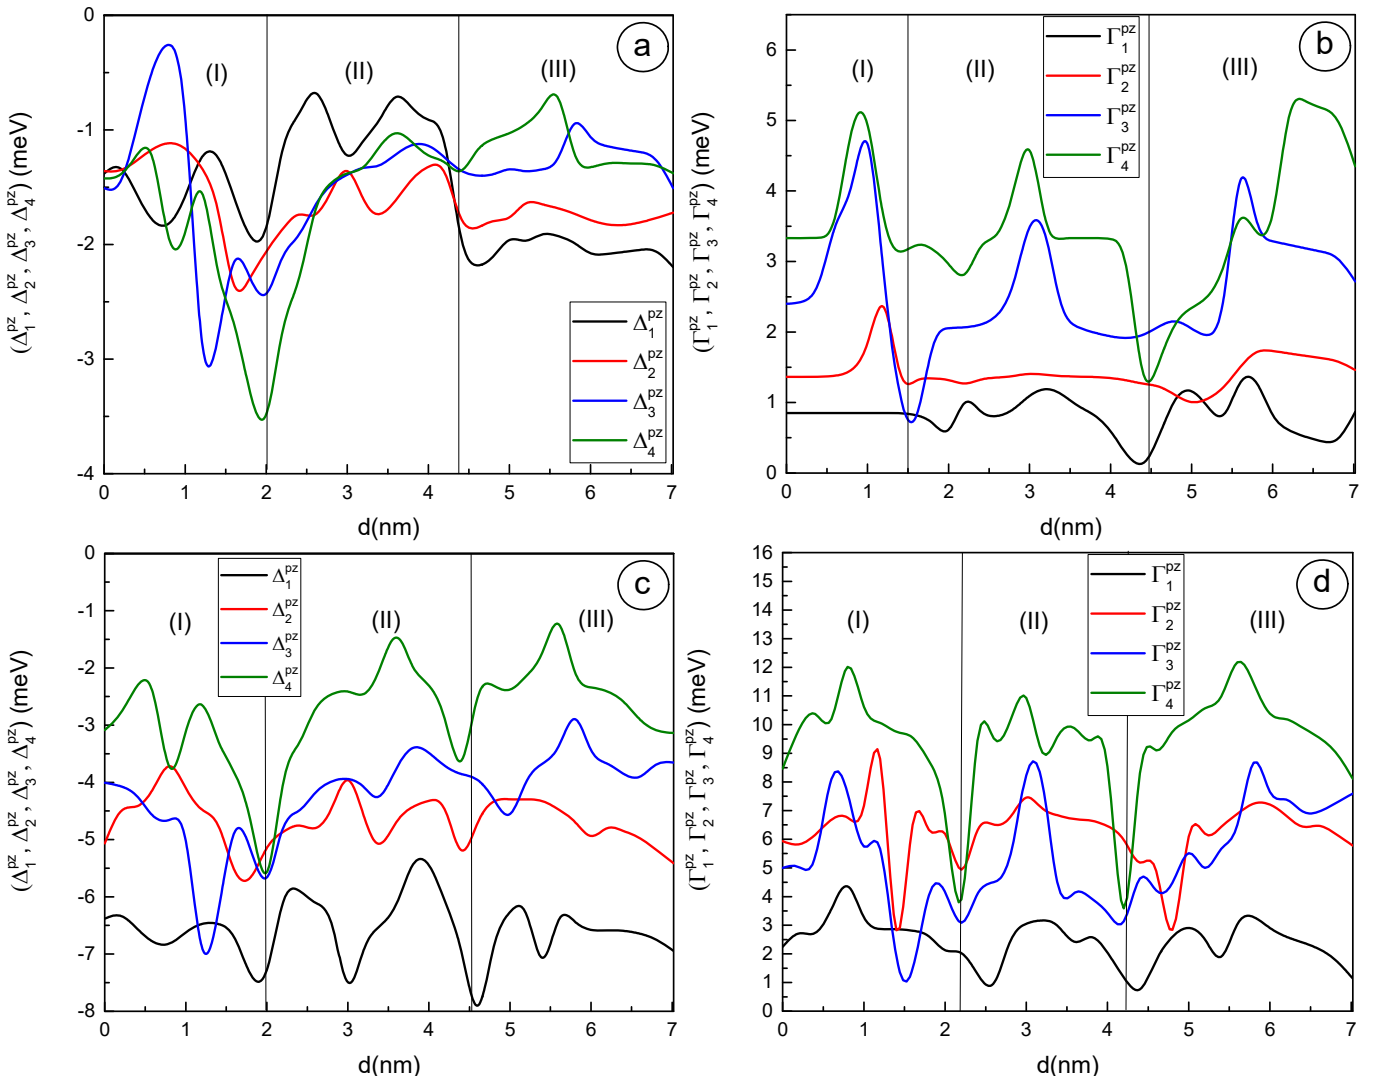 (Δ₁ᵖᶻ, Δ₂ᵖᶻ, Δ₃ᵖᶻ, Δ₄ᵖᶻ) (meV)
0
-1
-2
-3
-4
(I)
(II)
(III)
a
Δ₁ᵖᶻ
Δ₂ᵖᶻ
Δ₃ᵖᶻ
Δ₄ᵖᶻ
0 1 2 3 4 5 6 7
d(nm)
(Γ₁ᵖᶻ, Γ₂ᵖᶻ, Γ₃ᵖᶻ, Γ₄ᵖᶻ) (meV)
6
5
4
3
2
1
0
(I)
(II)
(III)
b
Γ₁ᵖᶻ
Γ₂ᵖᶻ
Γ₃ᵖᶻ
Γ₄ᵖᶻ
0 1 2 3 4 5 6 7
d(nm)
(Δ₁ᵖᶻ, Δ₂ᵖᶻ, Δ₃ᵖᶻ, Δ₄ᵖᶻ) (meV)
0
-1
-2
-3
-4
-5
-6
-7
-8
(I)
(II)
(III)
c
Δ₁ᵖᶻ
Δ₂ᵖᶻ
Δ₃ᵖᶻ
Δ₄ᵖᶻ
0 1 2 3 4 5 6 7
d(nm)
(Γ₁ᵖᶻ, Γ₂ᵖᶻ, Γ₃ᵖᶻ, Γ₄ᵖᶻ) (meV)
16
15
14
13
12
11
10
9
8
7
6
5
4
3
2
1
0
(I)
(II)
(III)
d
Γ₁ᵖᶻ
Γ₂ᵖᶻ
Γ₃ᵖᶻ
Γ₄ᵖᶻ
0 1 2 3 4 5 6 7
d(nm)